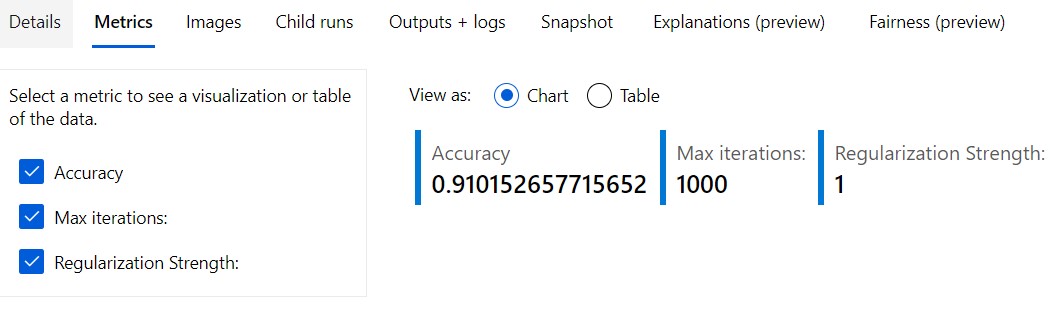 Details Metrics Images Child runs Outputs + logs Snapshot Explanations (preview) Fairness (preview)
Select a metric to see a visualization or table
of the data.
Accuracy
Max iterations:
Regularization Strength:
View as: Chart Table
Accuracy Max iterations: Regularization Strength:
0.910152657715652 1000 1